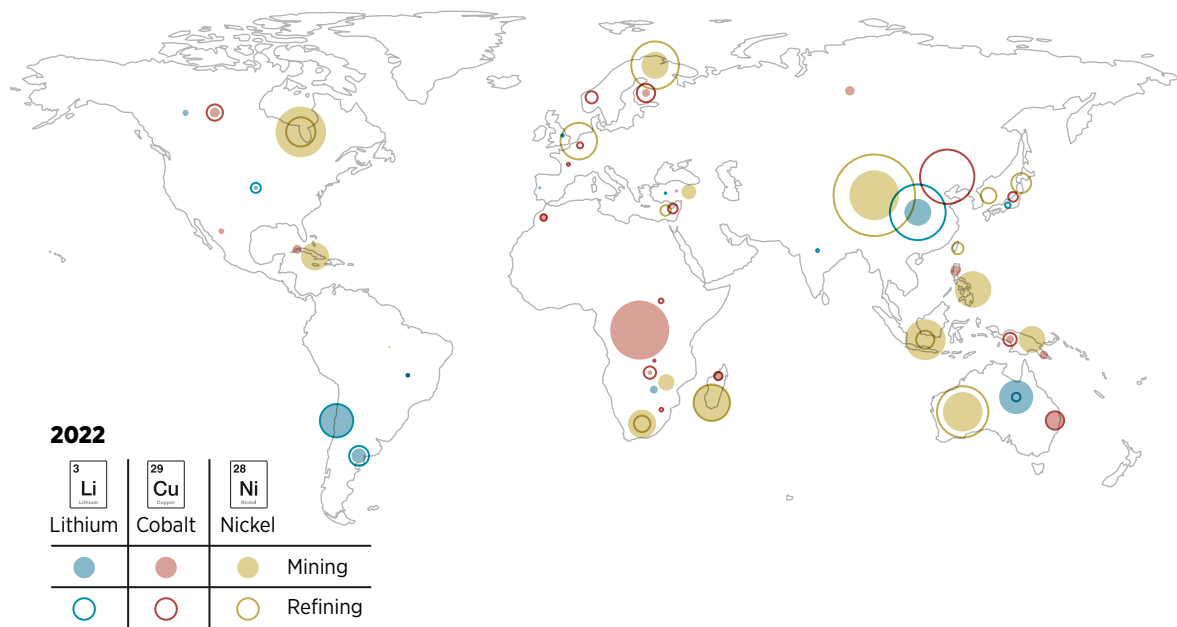 2022
3
Li
Lithium
29
Cu
Copper
28
Ni
Nickel
Lithium
Cobalt
Nickel
Mining
Refining